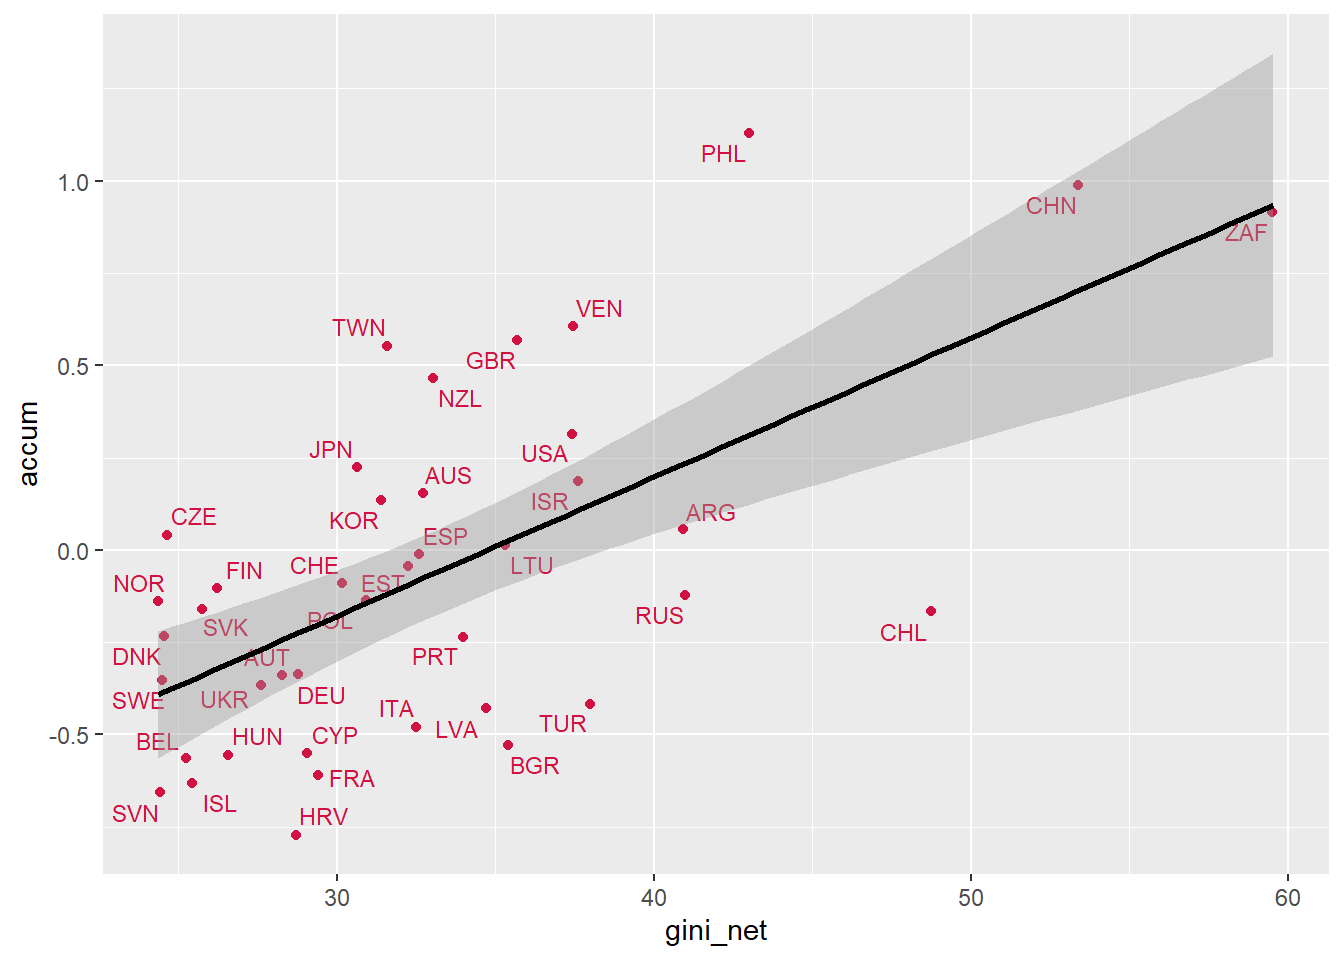 PHL
1.0
CHN
ZAF
VEN
TWN
GBR
0.5
NZL
accum
JPN
USA
AUS
ISR
KOR
ARG
CZE
ESP
0.0
CHE
LTU
FIN
NOR
EST
RUS
POL
SVK
CHL
DNK
AUT
PRT
SWE
UKR
DEU
ITA
TUR
LVA
-0.5
BEL
HUN
CYP
BGR
FRA
ISL
SVN
HRV
30 40 50 60
gini_net